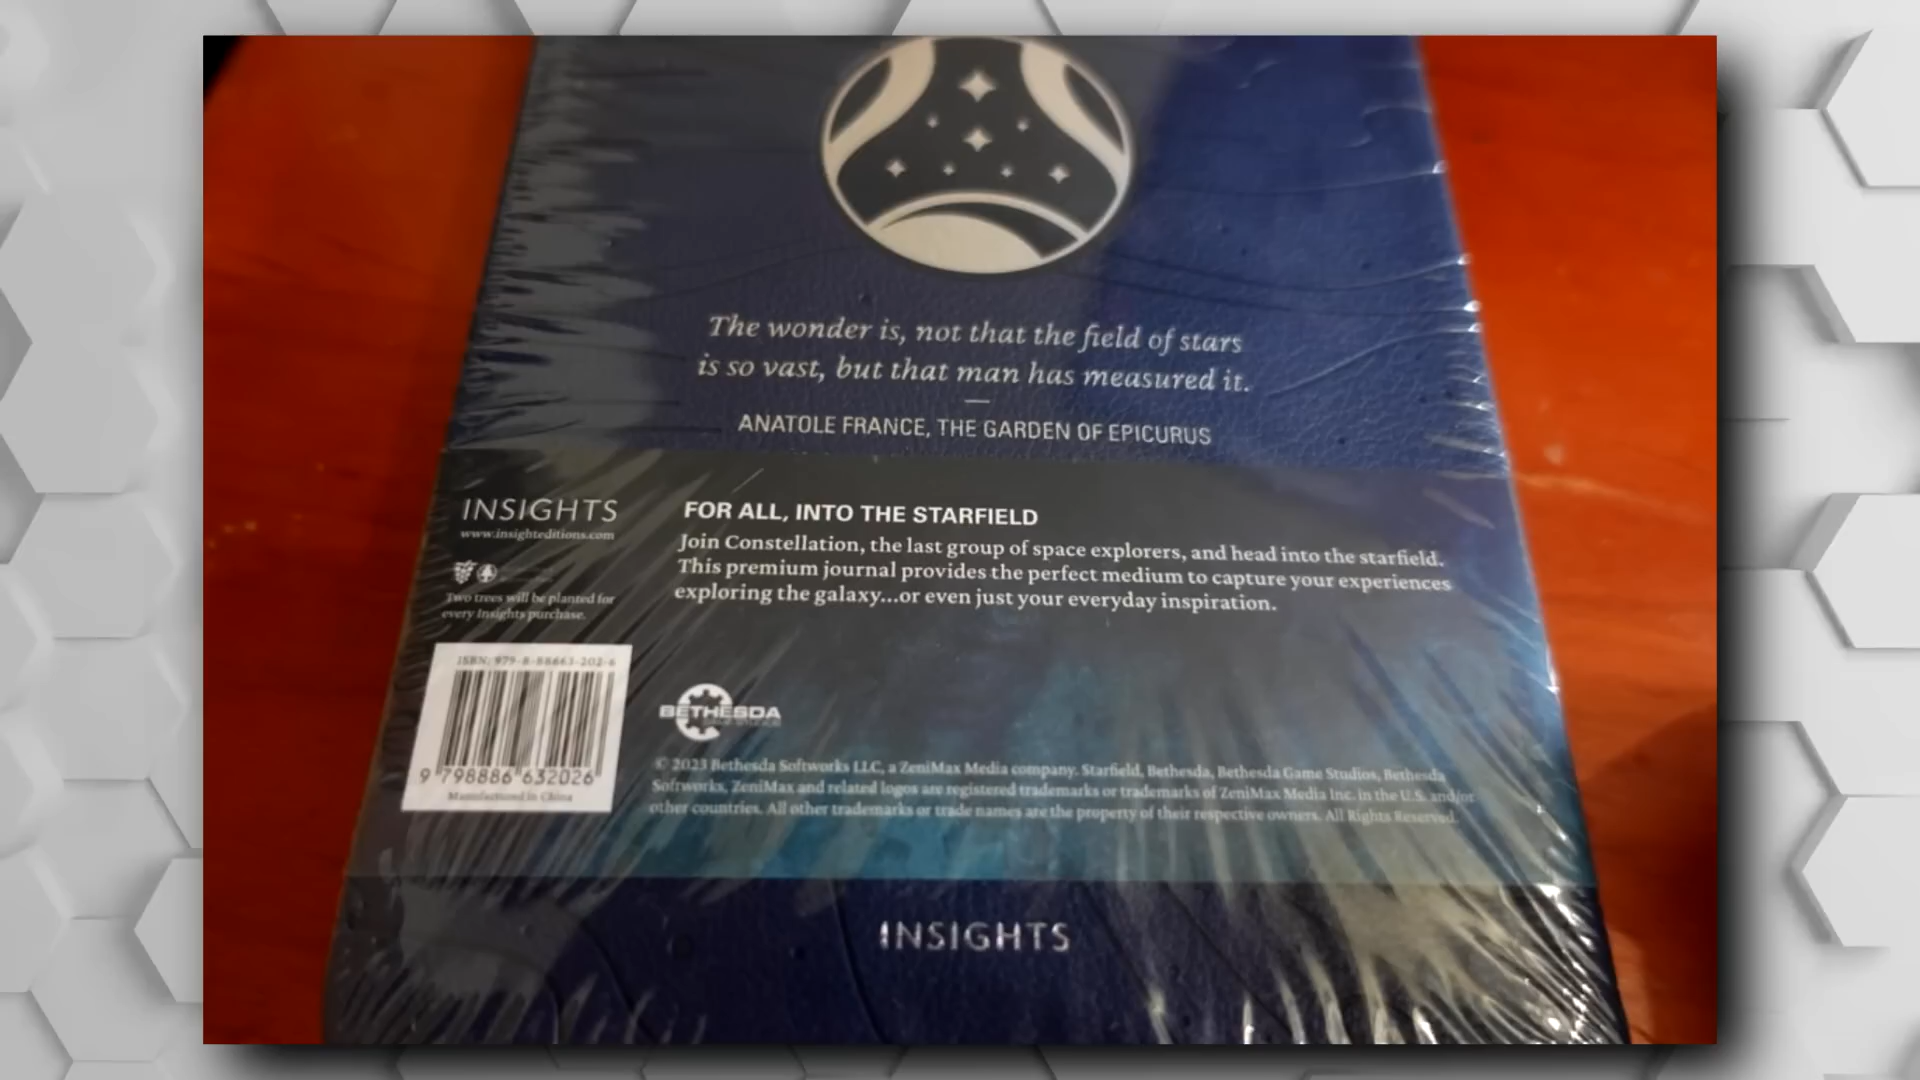 The wonder is, not that the field of stars
is so vast, but that man has measured it.
—
ANATOLE FRANCE, THE GARDEN OF EPICURUS
INSIGHTS
www.insighteditions.com
Two trees will be planted for
every Insights purchase.
ISBN: 979-8-88663-202-6
9 798886 632026
Manufactured in China
FOR ALL, INTO THE STARFIELD
Join Constellation, the last group of space explorers, and head into the starfield.
This premium journal provides the perfect medium to capture your experiences
exploring the galaxy...or even just your everyday inspiration.
BETHESDA
© 2023 Bethesda Softworks LLC, a ZeniMax Media company. Starfield, Bethesda, Bethesda Game Studios, Bethesda
Softworks, ZeniMax and related logos are registered trademarks or trademarks of ZeniMax Media Inc. in the U.S. and/or
other countries. All other trademarks or trade names are the property of their respective owners. All Rights Reserved.
INSIGHTS